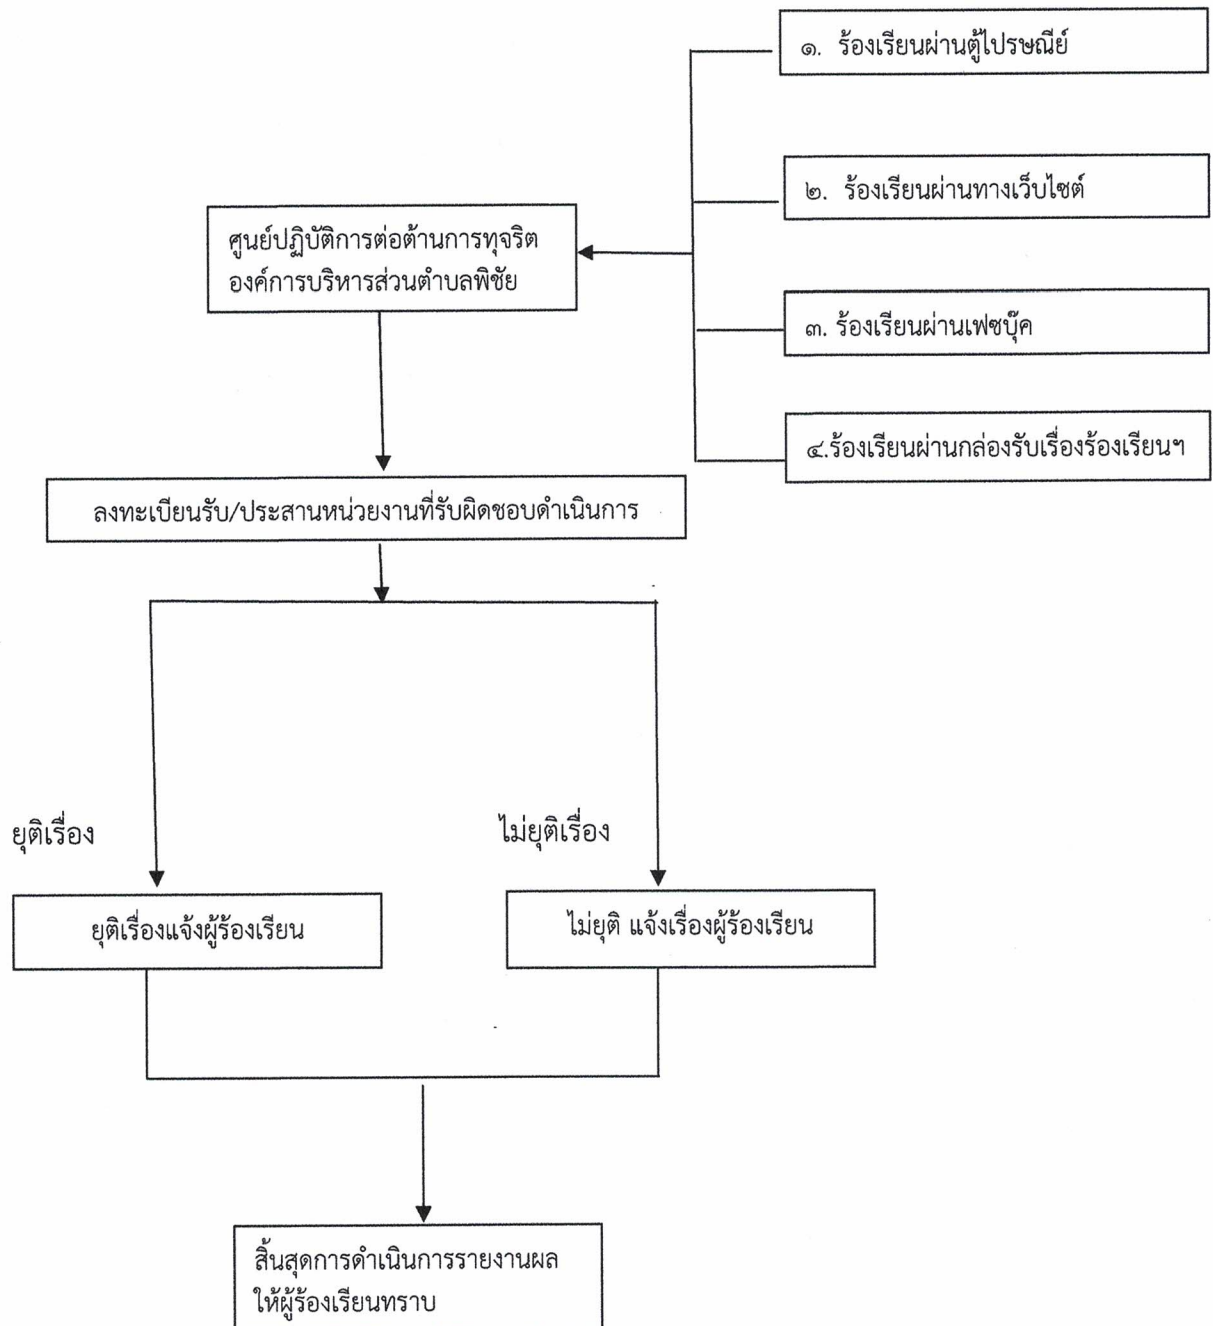 ๑. ร้องเรียนผ่านตู้ไปรษณีย์
๒. ร้องเรียนผ่านทางเว็บไซต์
ศูนย์ปฏิบัติการต่อต้านการทุจริต
องค์การบริหารส่วนตำบลพิชัย
๓. ร้องเรียนผ่านเฟซบุ๊ค
๔.ร้องเรียนผ่านกล่องรับเรื่องร้องเรียนฯ
ลงทะเบียนรับ/ประสานหน่วยงานที่รับผิดชอบดำเนินการ
ยุติเรื่อง
ไม่ยุติเรื่อง
ยุติเรื่องแจ้งผู้ร้องเรียน
ไม่ยุติ แจ้งเรื่องผู้ร้องเรียน
สิ้นสุดการดำเนินการรายงานผล
ให้ผู้ร้องเรียนทราบ